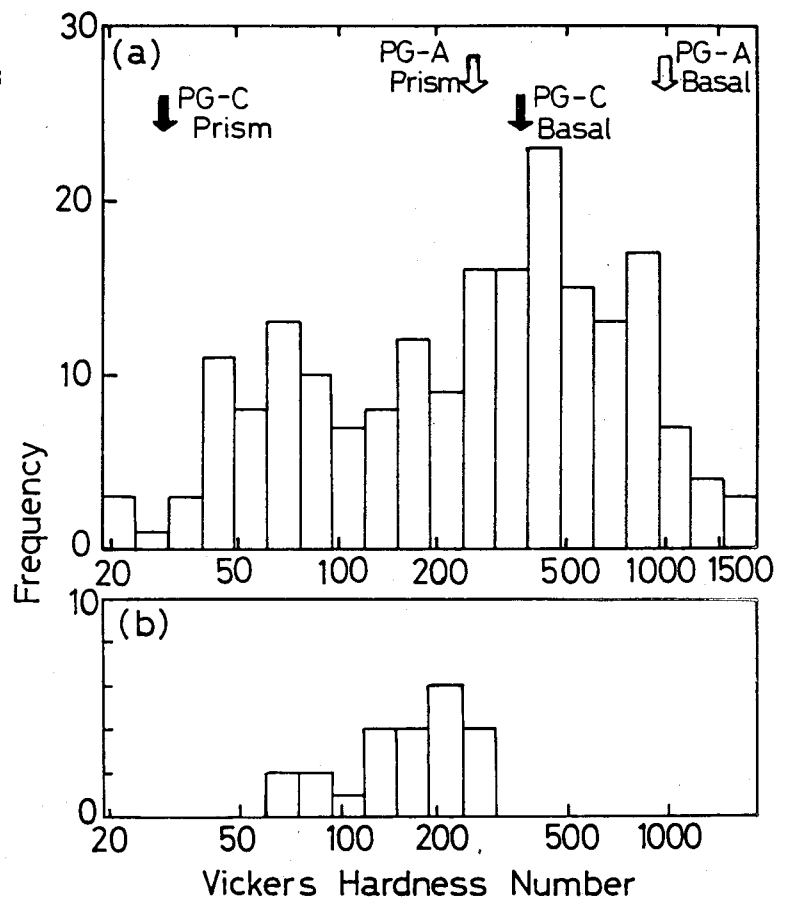 30
(a)
PG-A
Prism
PG-A
Basal
PG-C
Prism
PG-C
Basal
20
10
0
20 50 100 200 500 1000 1500
Frequency
10
(b)
0
20 50 100 200 500 1000
Vickers Hardness Number